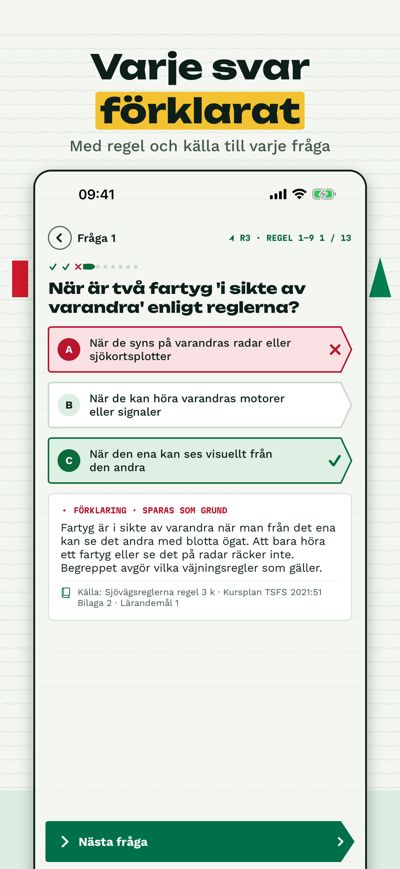 Varje svar
förklarat
Med regel och källa till varje fråga
09:41
Fråga 1
R3 · REGEL 1–9 1 / 13
När är två fartyg 'i sikte av
varandra' enligt reglerna?
A
När de syns på varandras radar eller
sjökortsplotter
B
När de kan höra varandras motorer
eller signaler
C
När den ena kan ses visuellt från
den andra
· FÖRKLARING · SPARAS SOM GRUND
Fartyg är i sikte av varandra när man från det ena
kan se det andra med blotta ögat. Att bara höra
ett fartyg eller se det på radar räcker inte.
Begreppet avgör vilka väjningsregler som gäller.
Källa: Sjövägsreglerna regel 3 k · Kursplan TSFS 2021:51
Bilaga 2 · Lärandemål 1
Nästa fråga